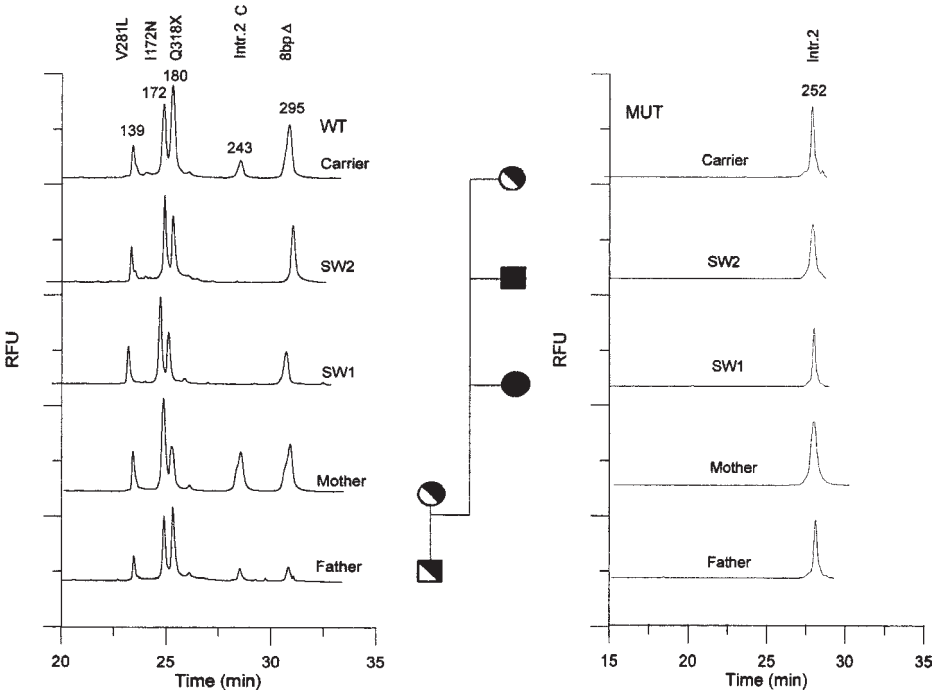 V281L
I172N
Q318X
Intr.2 C
8bp Δ
139
172
180
243
295
WT
Carrier
SW2
SW1
Mother
Father
RFU
20 25 30 35
Time (min)
Intr.2
252
MUT
Carrier
SW2
SW1
Mother
Father
RFU
15 20 25 30 35
Time (min)